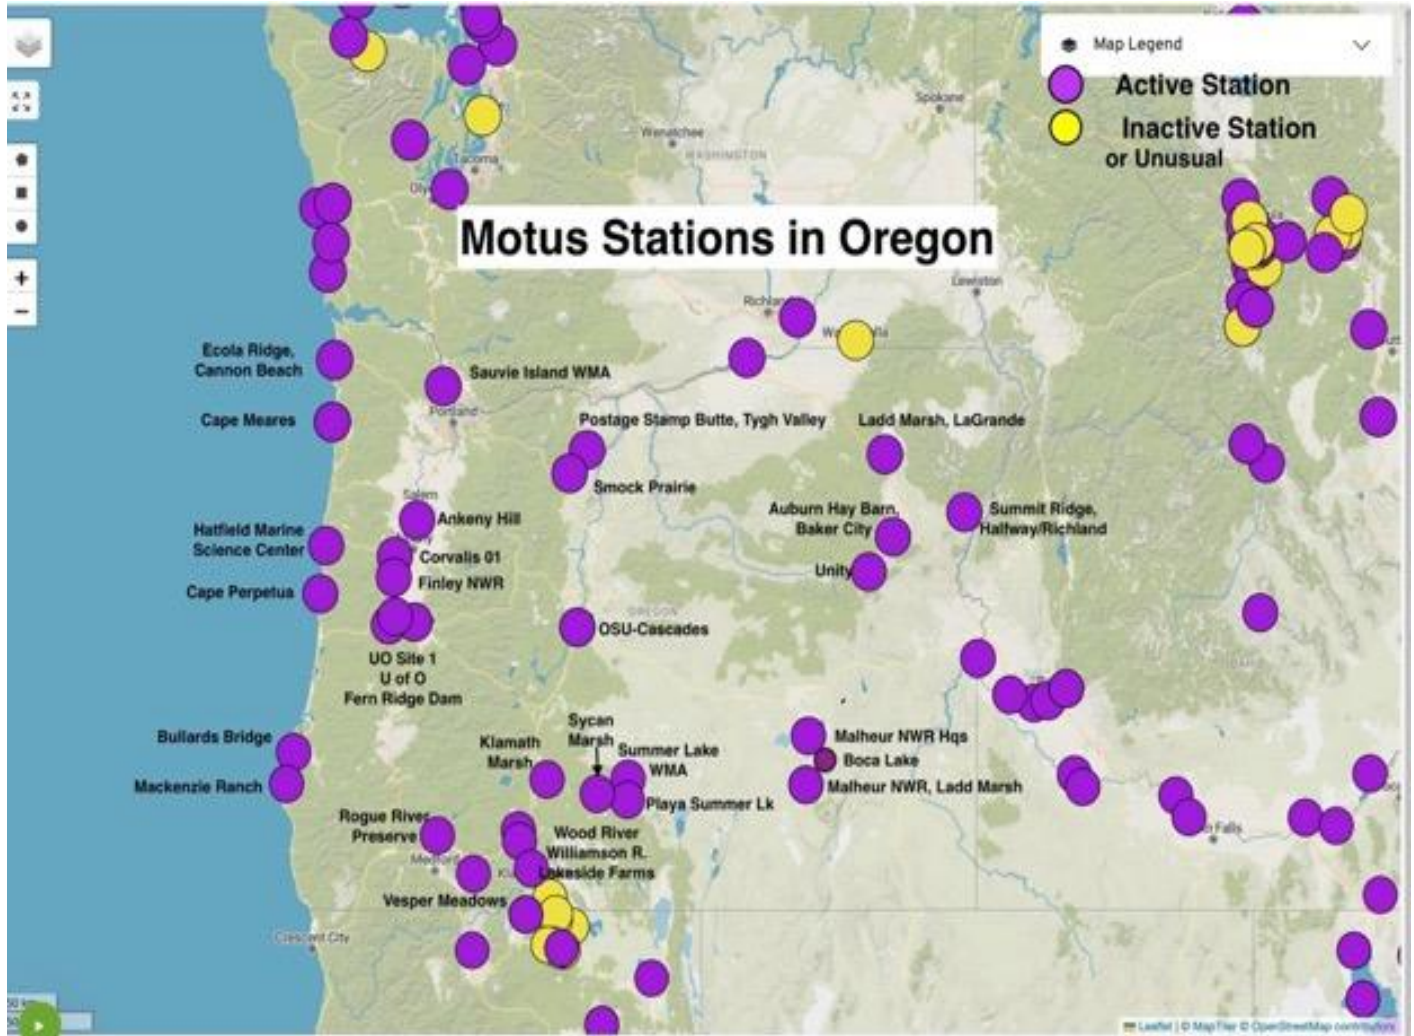 Map Legend
Active Station
Inactive Station
or Unusual
Spokane
Wenatchee
WASHINGTON
Tacoma
Motus Stations in Oregon
Lewiston
Ecola Ridge,
Cannon Beach
Sauvie Island WMA
Portland
Cape Meares
Postage Stamp Butte, Tygh Valley
Ladd Marsh, LaGrande
Smock Prairie
Salem
Ankeny Hill
Auburn Hay Barn,
Baker City
Summit Ridge,
Halfway/Richland
Hatfield Marine
Science Center
Corvalis 01
Finley NWR
Unity
Cape Perpetua
OREGON
OSU-Cascades
UO Site 1
U of O
Fern Ridge Dam
IDAHO
Bullards Bridge
Mackenzie Ranch
Klamath
Marsh
Sycan
Marsh
Summer Lake
WMA
Playa Summer Lk
Malheur NWR Hqs
Boca Lake
Malheur NWR, Ladd Marsh
Rogue River
Preserve
Medford
Wood River
Williamson R.
Lakeside Farms
Falls
Vesper Meadows
Crescent City
Leaflet | © MapTiler © OpenStreetMap contributors